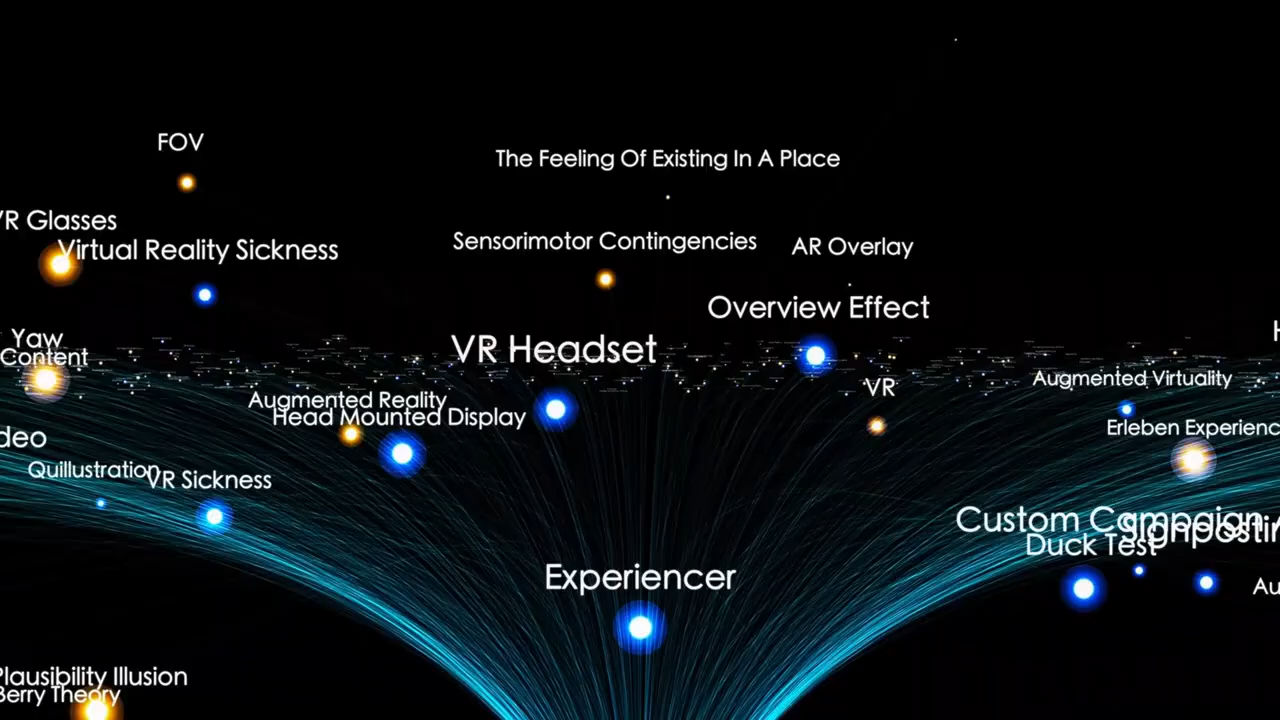 FOV
The Feeling Of Existing In A Place
VR Glasses
Virtual Reality Sickness
Sensorimotor Contingencies
AR Overlay
Overview Effect
Yaw
Content
VR Headset
VR
Augmented Virtuality
Augmented Reality
Head Mounted Display
deo
Erleben Experienc
Quillustration
VR Sickness
Custom Campaign
Signpostin
Duck Test
Experiencer
Au
Plausibility Illusion
Berry Theory